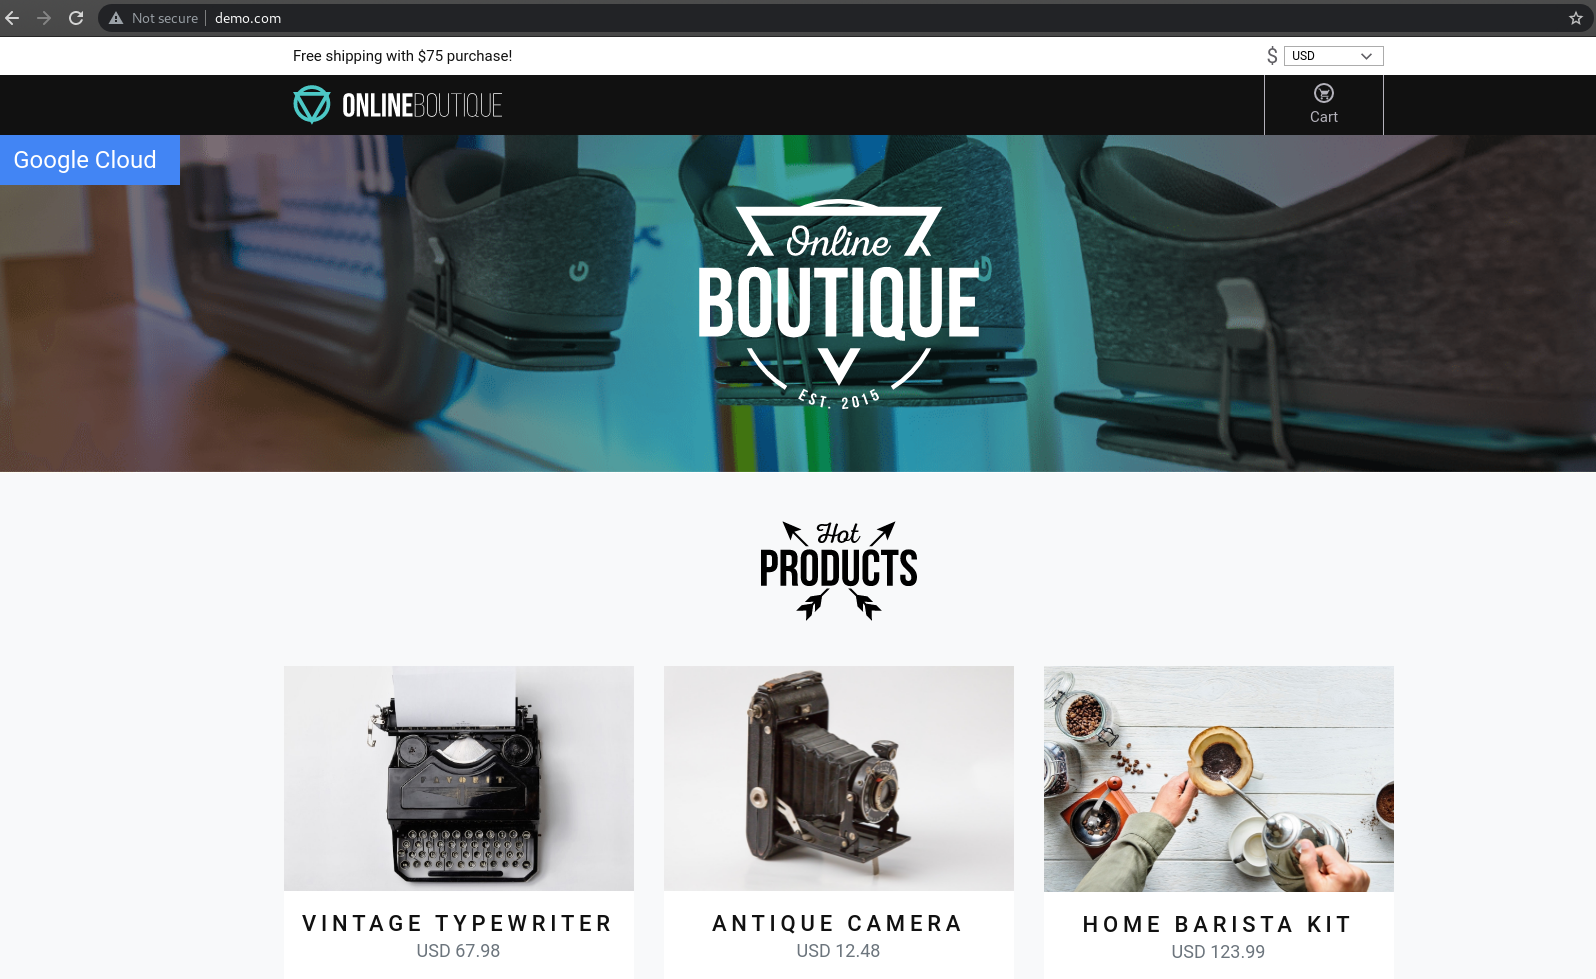 Not secure
demo.com
Free shipping with $75 purchase!
$ USD
ONLINEBOUTIQUE
Cart
Google Cloud
Online
BOUTIQUE
EST. 2015
Hot
PRODUCTS
VINTAGE TYPEWRITER
USD 67.98
ANTIQUE CAMERA
USD 12.48
HOME BARISTA KIT
USD 123.99